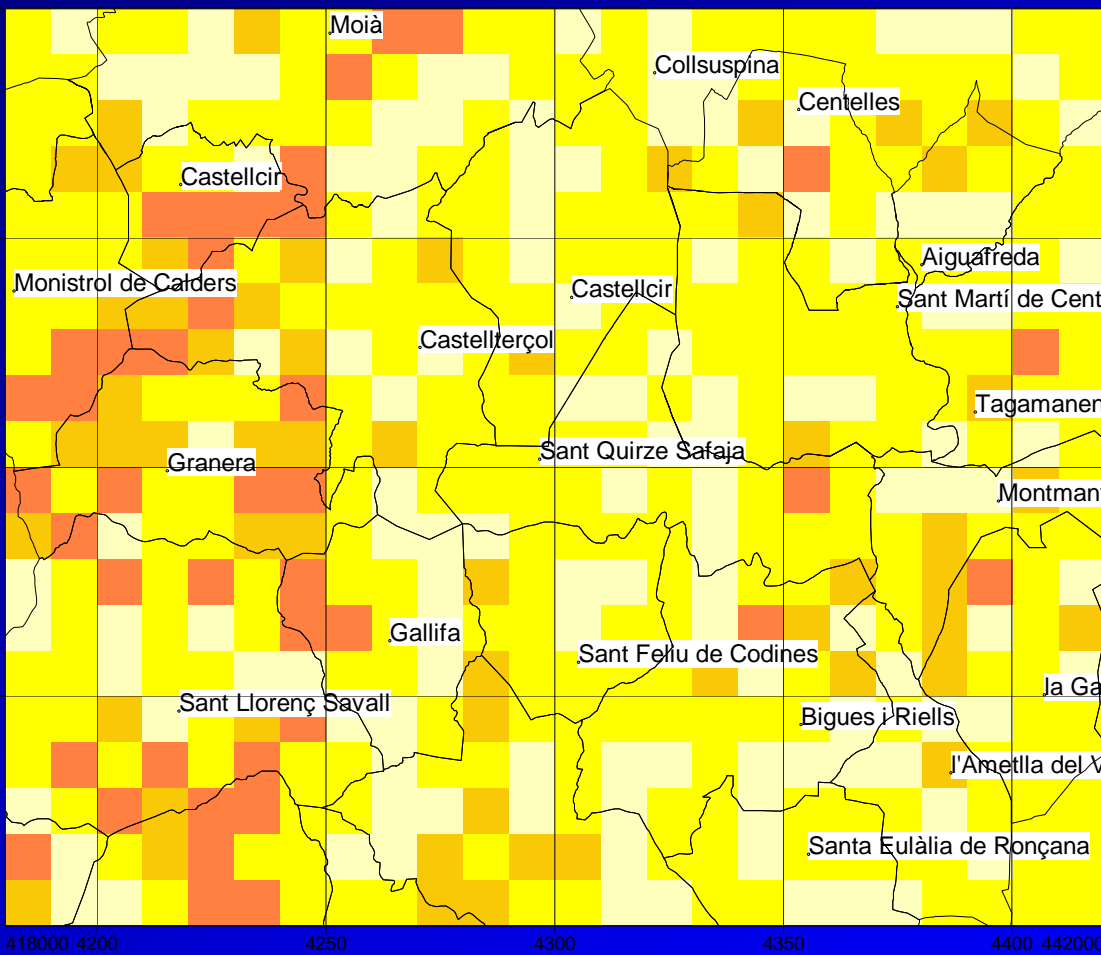 Moià
Collsuspina
Centelles
Castellcir
Aiguafreda
Monistrol de Calders
Castellcir
Sant Martí de Cent
Castellterçol
Tagamanen
Sant Quirze Safaja
Granera
Montman
Gallifa
Sant Feliu de Codines
la Ga
Sant Llorenç Savall
Bigues i Riells
l'Ametlla del V
Santa Eulàlia de Ronçana
418000 4200 4250 4300 4350 4400 442000